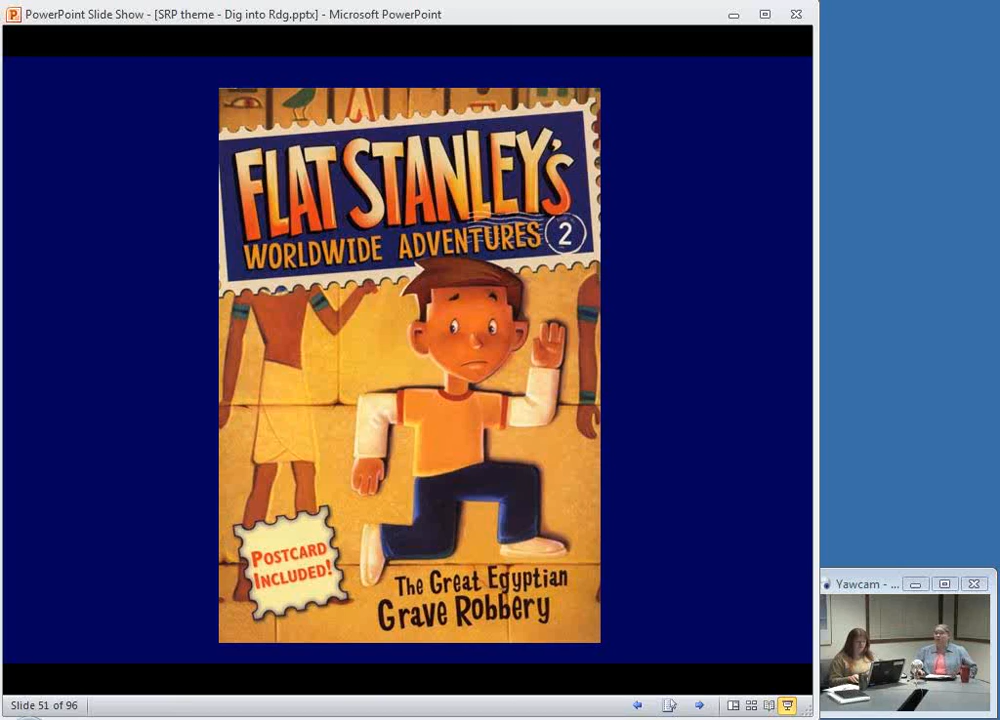 PowerPoint Slide Show - [SRP theme - Dig into Rdg.pptx] - Microsoft PowerPoint
FLAT STANLEY'S
WORLDWIDE ADVENTURES 2
POSTCARD
INCLUDED!
The Great Egyptian
Grave Robbery
Yawcam - ...
Slide 51 of 96